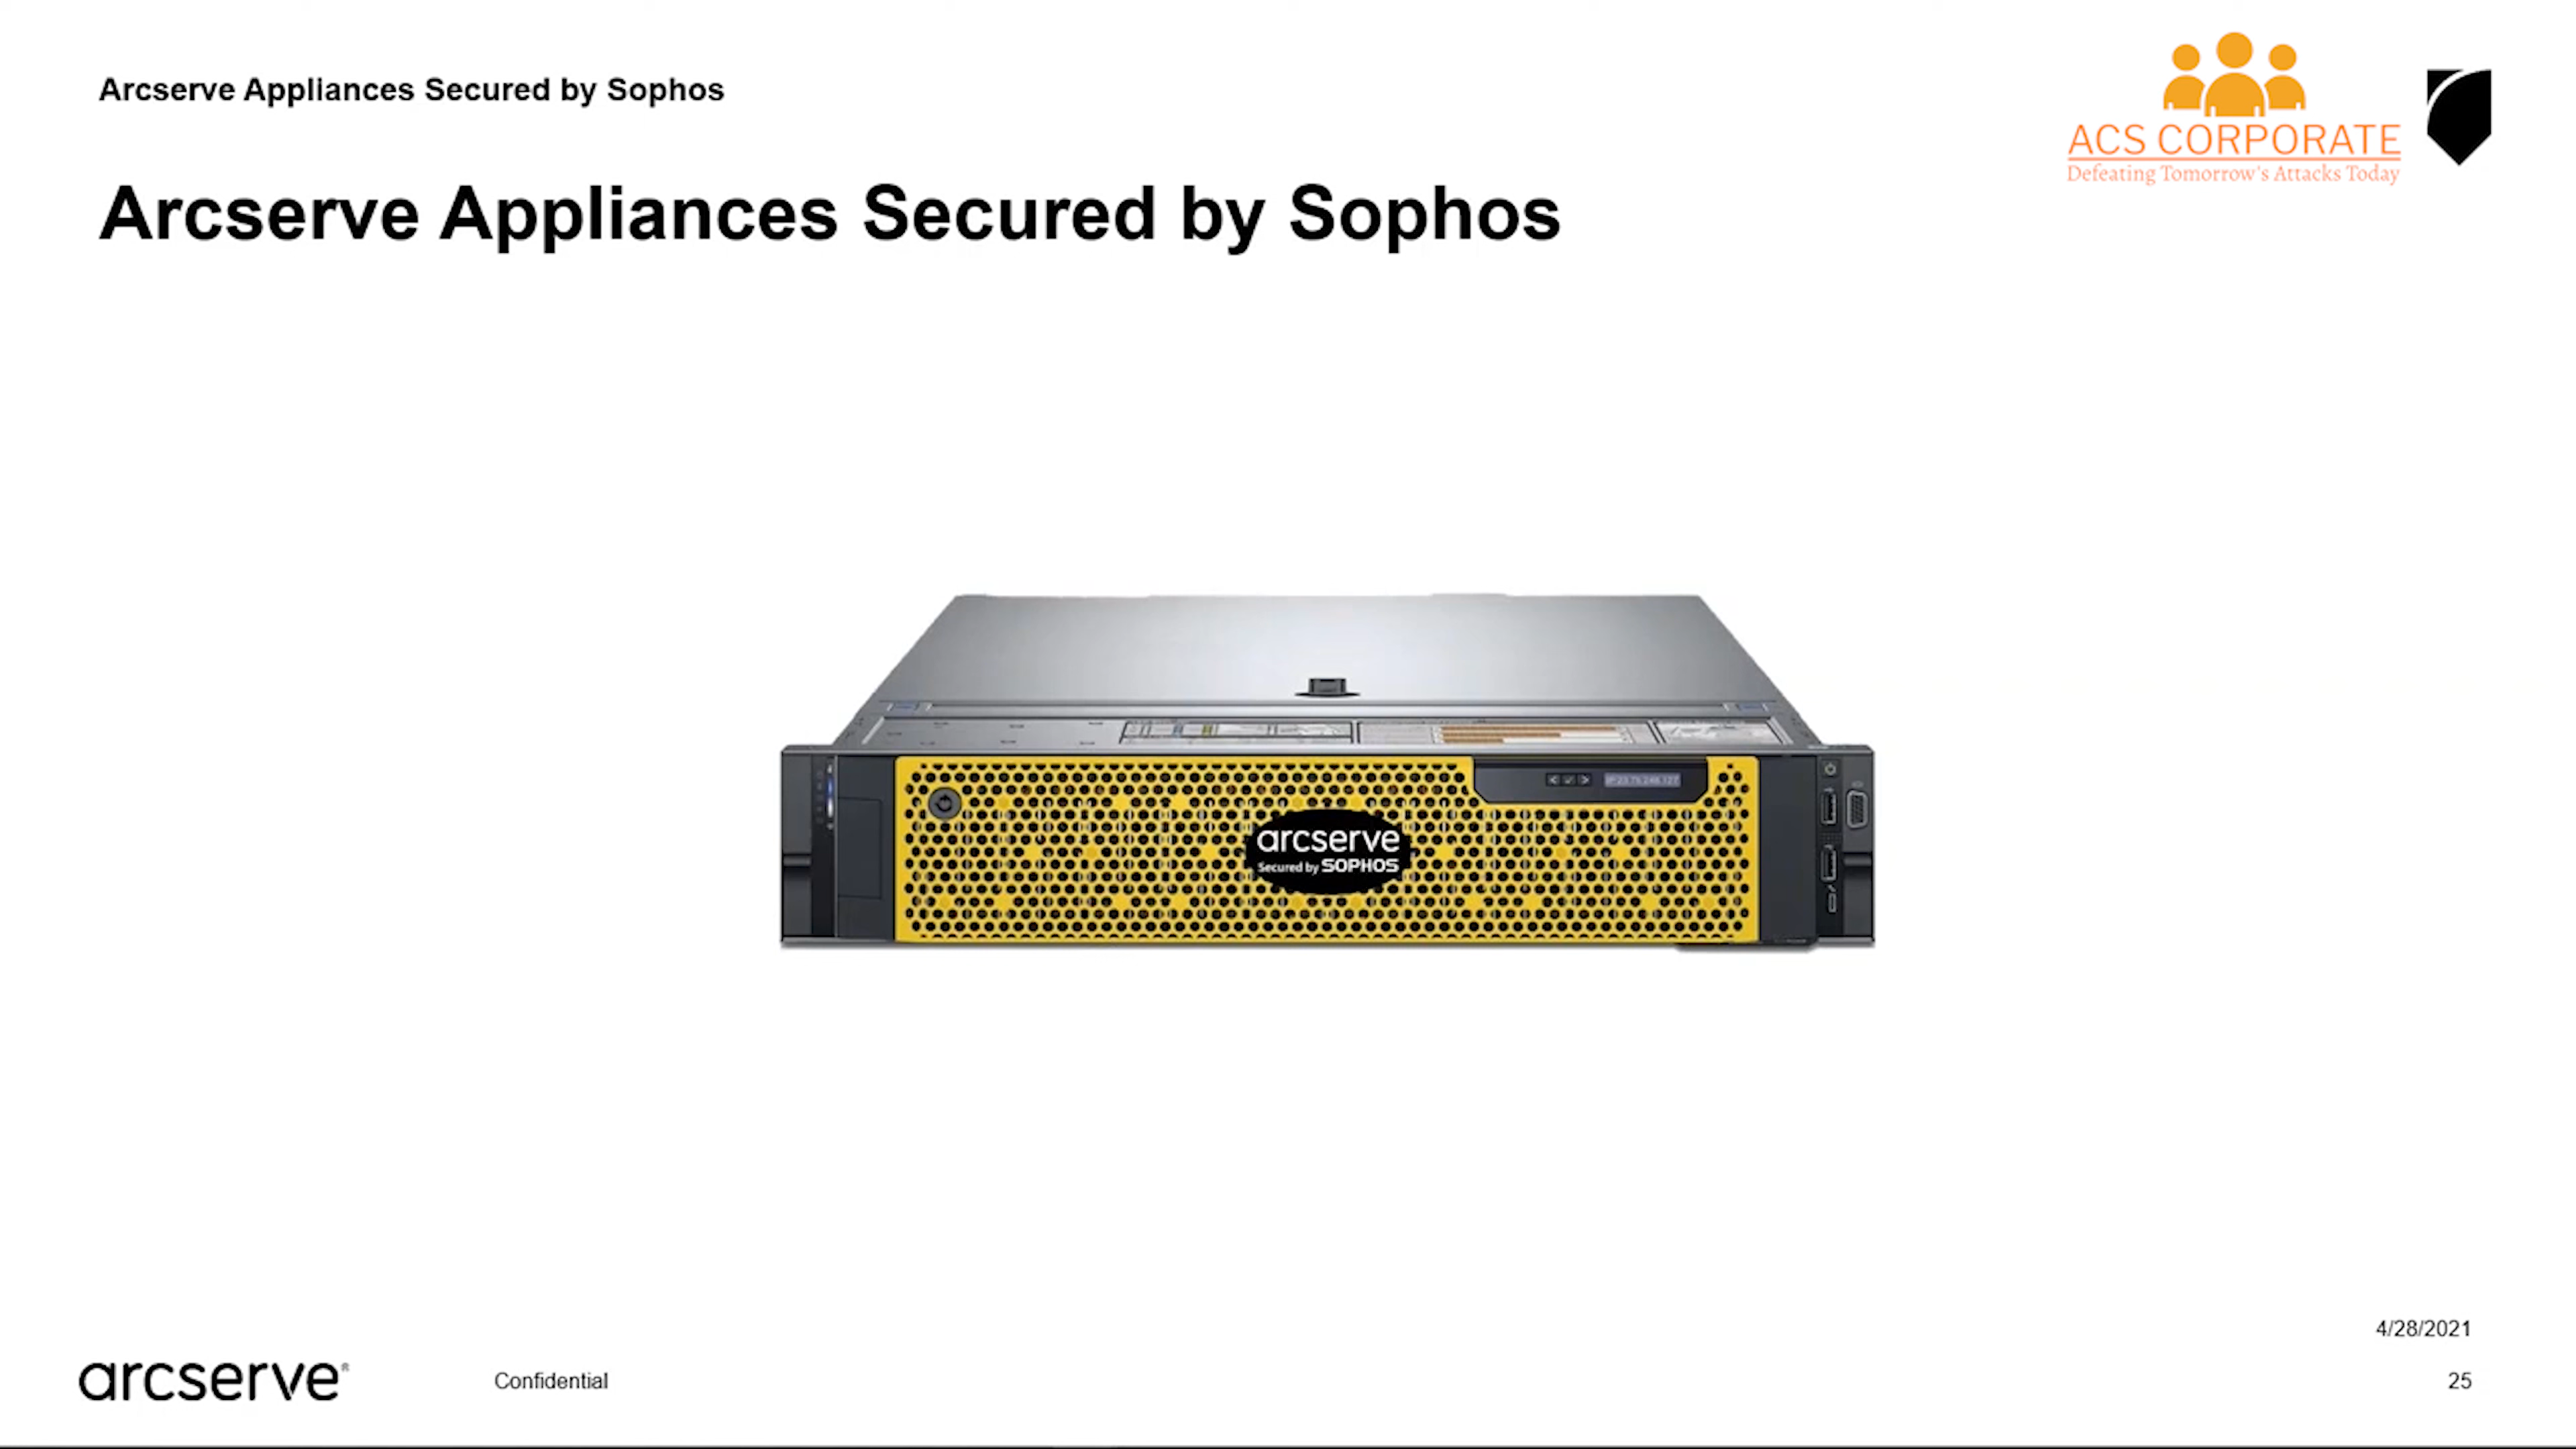 Arcserve Appliances Secured by Sophos
ACS CORPORATE
Defeating Tomorrow's Attacks Today
Arcserve Appliances Secured by Sophos
arcserve
Secured by SOPHOS
4/28/2021
arcserve®
Confidential
25